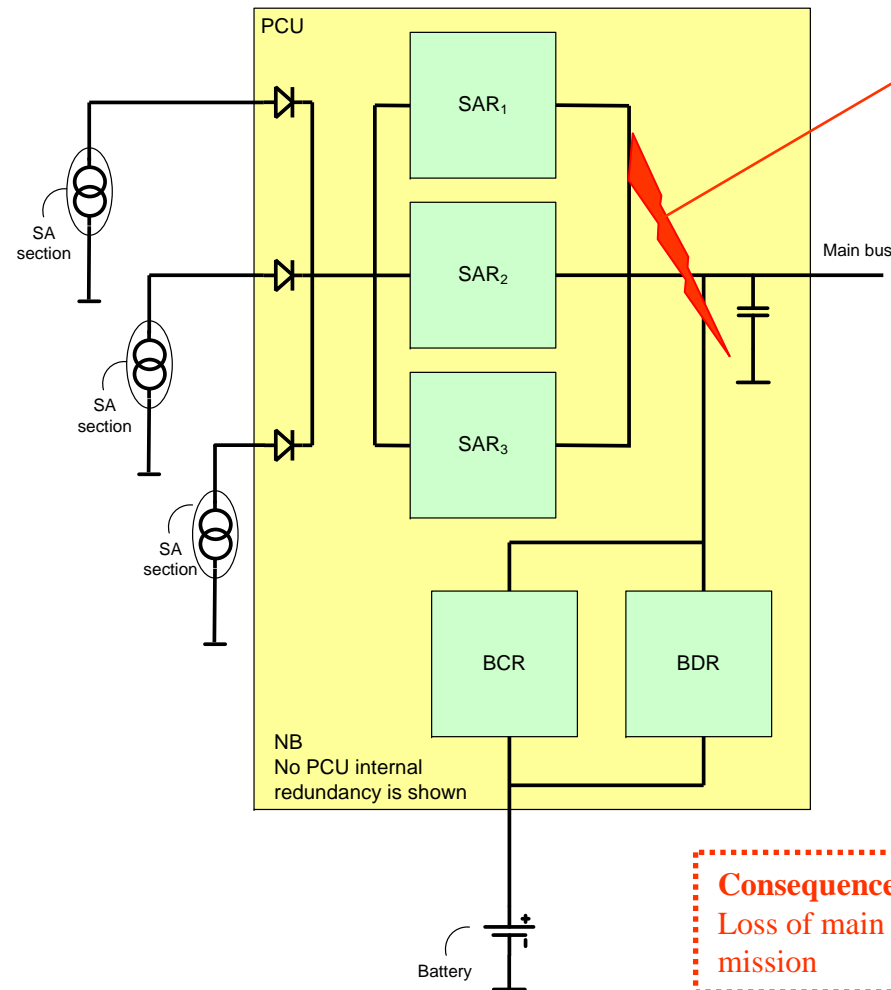 PCU
SAR1
SA
section
SAR2
Main bus
SA
section
SAR3
SA
section
BCR
BDR
NB
No PCU internal
redundancy is shown
Consequence
Loss of main
mission
+
-
Battery